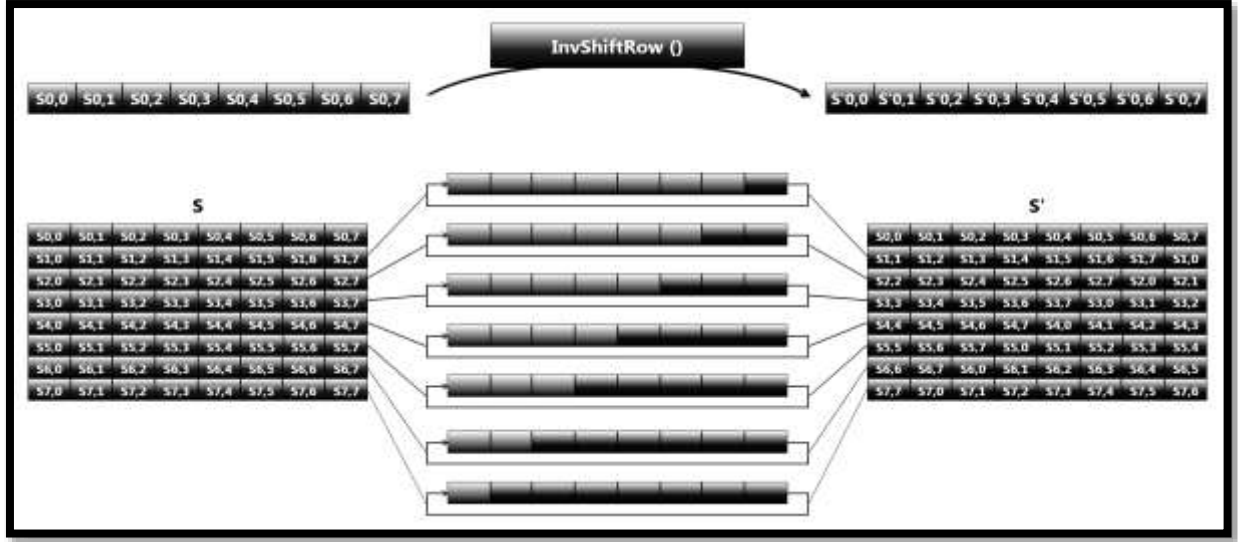 InvShiftRow ()
S0,0 S0,1 S0,2 S0,3 S0,4 S0,5 S0,6 S0,7
S'0,0 S'0,1 S'0,2 S'0,3 S'0,4 S'0,5 S'0,6 S'0,7
S
S0,0 S0,1 S0,2 S0,3 S0,4 S0,5 S0,6 S0,7
S1,0 S1,1 S1,2 S1,3 S1,4 S1,5 S1,6 S1,7
S2,0 S2,1 S2,2 S2,3 S2,4 S2,5 S2,6 S2,7
S3,0 S3,1 S3,2 S3,3 S3,4 S3,5 S3,6 S3,7
S4,0 S4,1 S4,2 S4,3 S4,4 S4,5 S4,6 S4,7
S5,0 S5,1 S5,2 S5,3 S5,4 S5,5 S5,6 S5,7
S6,0 S6,1 S6,2 S6,3 S6,4 S6,5 S6,6 S6,7
S7,0 S7,1 S7,2 S7,3 S7,4 S7,5 S7,6 S7,7
S'
S0,0 S0,1 S0,2 S0,3 S0,4 S0,5 S0,6 S0,7
S1,1 S1,2 S1,3 S1,4 S1,5 S1,6 S1,7 S1,0
S2,2 S2,3 S2,4 S2,5 S2,6 S2,7 S2,0 S2,1
S3,3 S3,4 S3,5 S3,6 S3,7 S3,0 S3,1 S3,2
S4,4 S4,5 S4,6 S4,7 S4,0 S4,1 S4,2 S4,3
S5,5 S5,6 S5,7 S5,0 S5,1 S5,2 S5,3 S5,4
S6,6 S6,7 S6,0 S6,1 S6,2 S6,3 S6,4 S6,5
S7,7 S7,0 S7,1 S7,2 S7,3 S7,4 S7,5 S7,6